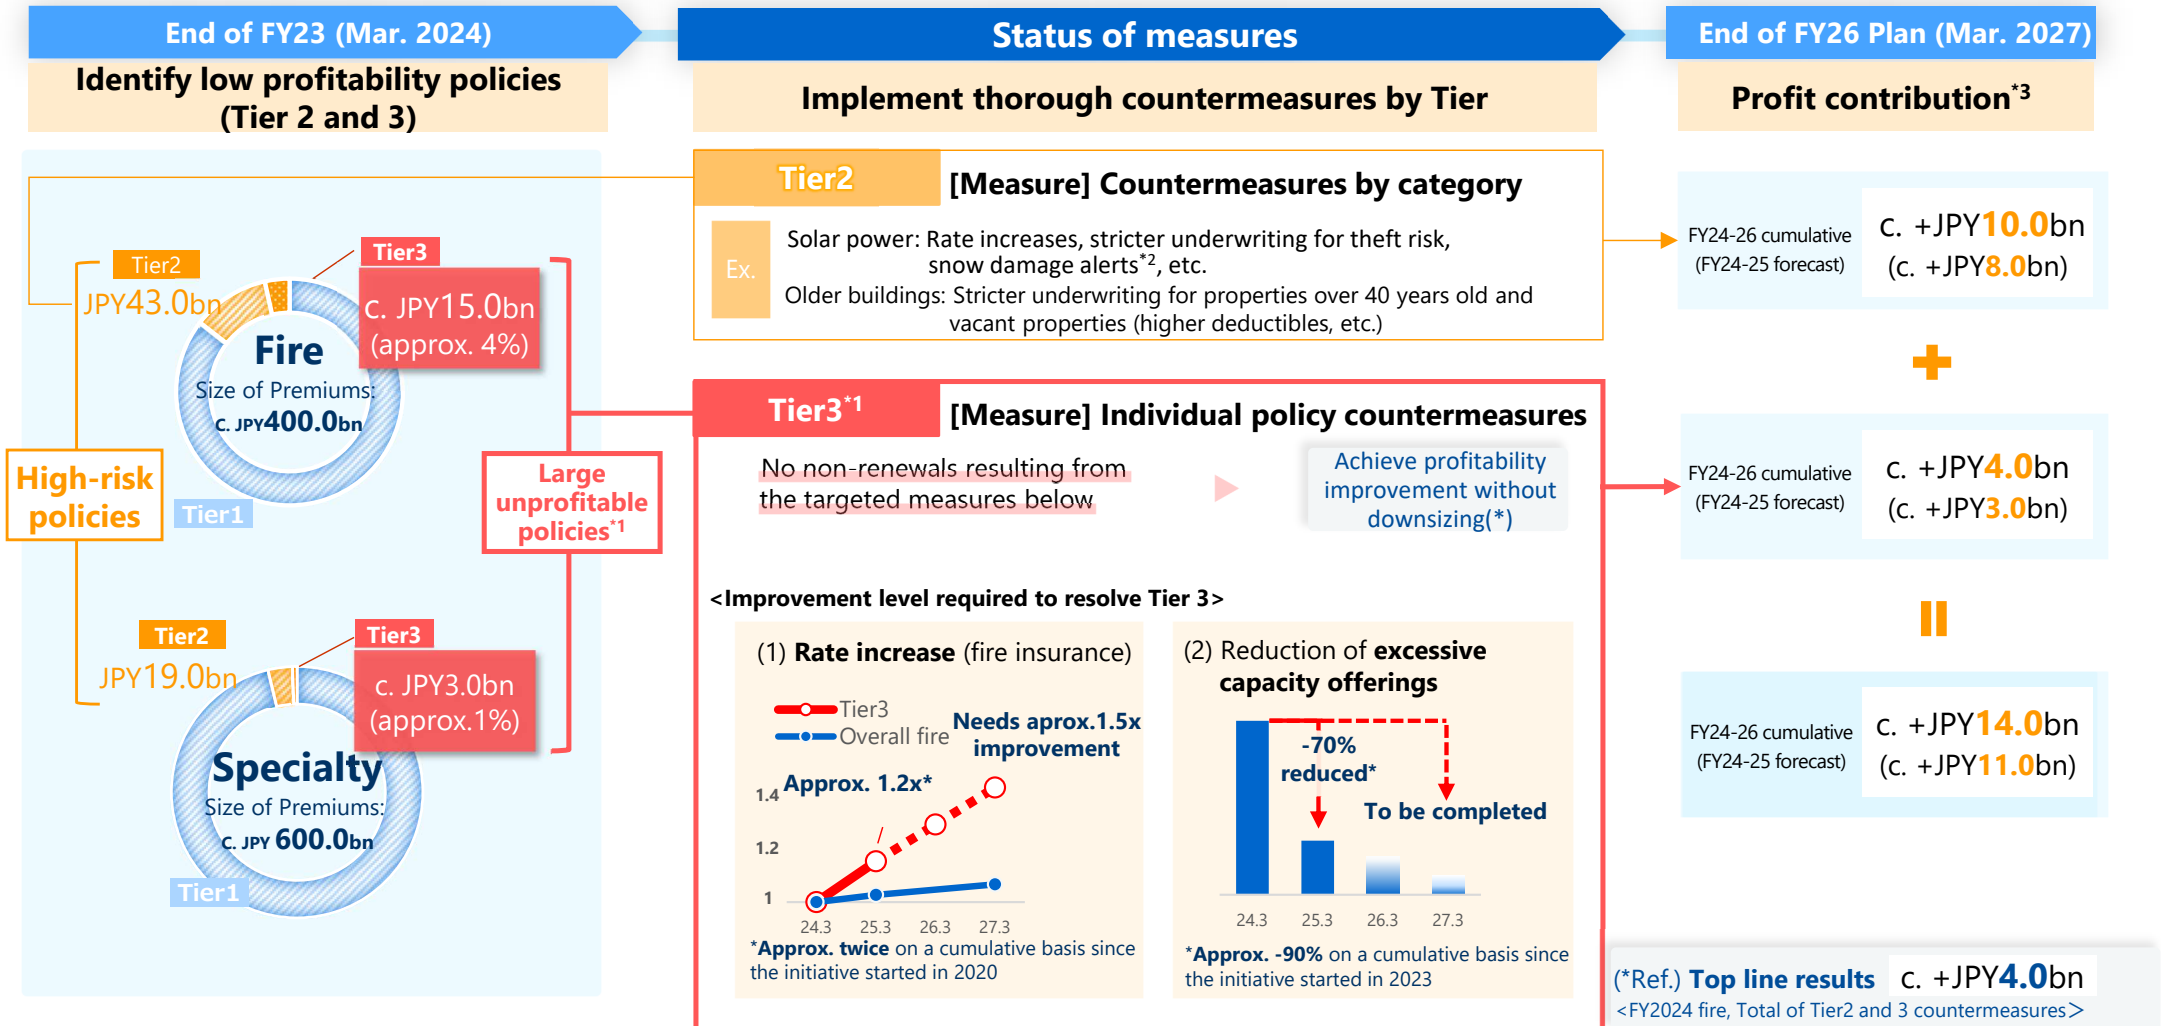 End of FY23 (Mar. 2024)
Identify low profitability policies
(Tier 2 and 3)
Tier2
JPY43.0bn
Tier3
c. JPY15.0bn
(approx. 4%)
Fire
Size of Premiums:
c. JPY400.0bn
Tier1
High-risk
policies
Large
unprofitable
policies*1
Tier2
JPY19.0bn
Tier3
c. JPY3.0bn
(approx.1%)
Specialty
Size of Premiums:
c. JPY 600.0bn
Tier1
Status of measures
Implement thorough countermeasures by Tier
Tier2
[Measure] Countermeasures by category
Ex.
Solar power: Rate increases, stricter underwriting for theft risk,
snow damage alerts*2, etc.
Older buildings: Stricter underwriting for properties over 40 years old and
vacant properties (higher deductibles, etc.)
Tier3*1
[Measure] Individual policy countermeasures
No non-renewals resulting from
the targeted measures below
Achieve profitability
improvement without
downsizing(*)
<Improvement level required to resolve Tier 3>
(1) Rate increase (fire insurance)
Tier3
Overall fire
Needs aprox.1.5x
improvement
Approx. 1.2x*
1.4
1.2
1
24.3 25.3 26.3 27.3
*Approx. twice on a cumulative basis since
the initiative started in 2020
(2) Reduction of excessive
capacity offerings
-70%
reduced*
To be completed
24.3 25.3 26.3 27.3
*Approx. -90% on a cumulative basis since
the initiative started in 2023
End of FY26 Plan (Mar. 2027)
Profit contribution*3
FY24-26 cumulative
(FY24-25 forecast)
c. +JPY10.0bn
(c. +JPY8.0bn)
+
FY24-26 cumulative
(FY24-25 forecast)
c. +JPY4.0bn
(c. +JPY3.0bn)
=
FY24-26 cumulative
(FY24-25 forecast)
c. +JPY14.0bn
(c. +JPY11.0bn)
(*Ref.) Top line results c. +JPY4.0bn
<FY2024 fire, Total of Tier2 and 3 countermeasures>